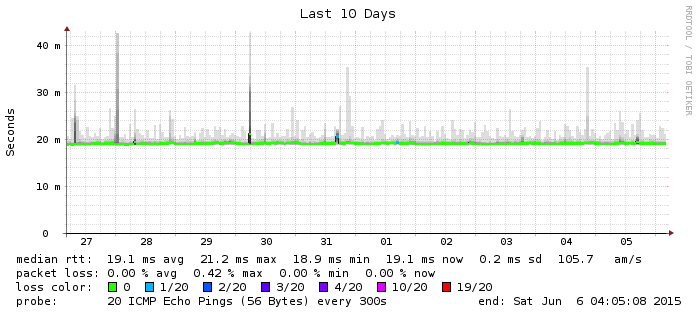 Last 10 Days
RRDTOOL / TOBI OETIKER
Seconds
40 m
30 m
20 m
10 m
0
27 28 29 30 31 01 02 03 04 05
median rtt: 19.1 ms avg 21.2 ms max 18.9 ms min 19.1 ms now 0.2 ms sd 105.7 am/s
packet loss: 0.00 % avg 0.42 % max 0.00 % min 0.00 % now
loss color: 0 1/20 2/20 3/20 4/20 10/20 19/20
probe: 20 ICMP Echo Pings (56 Bytes) every 300s end: Sat Jun 6 04:05:08 2015